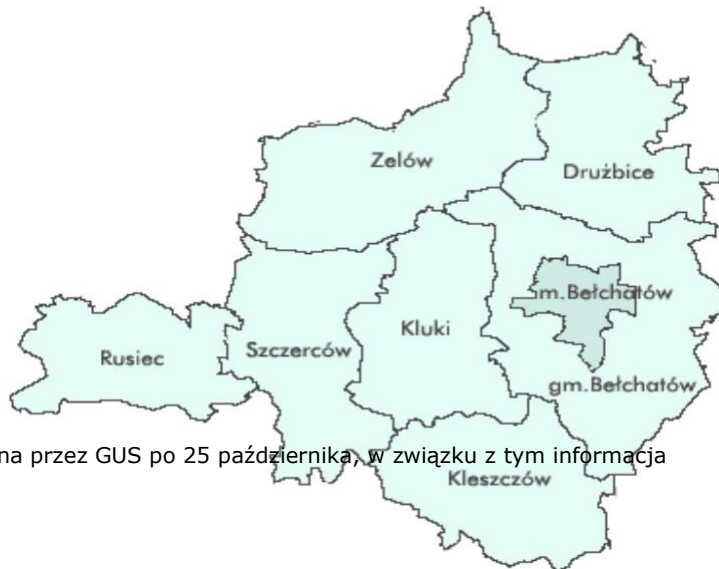 Zelów
Drużbice
m.Bełchatów
Kluki
Szczerców
Rusiec
gm.Bełchatów
na przez GUS po 25 października, w związku z tym informacja
Kleszczów